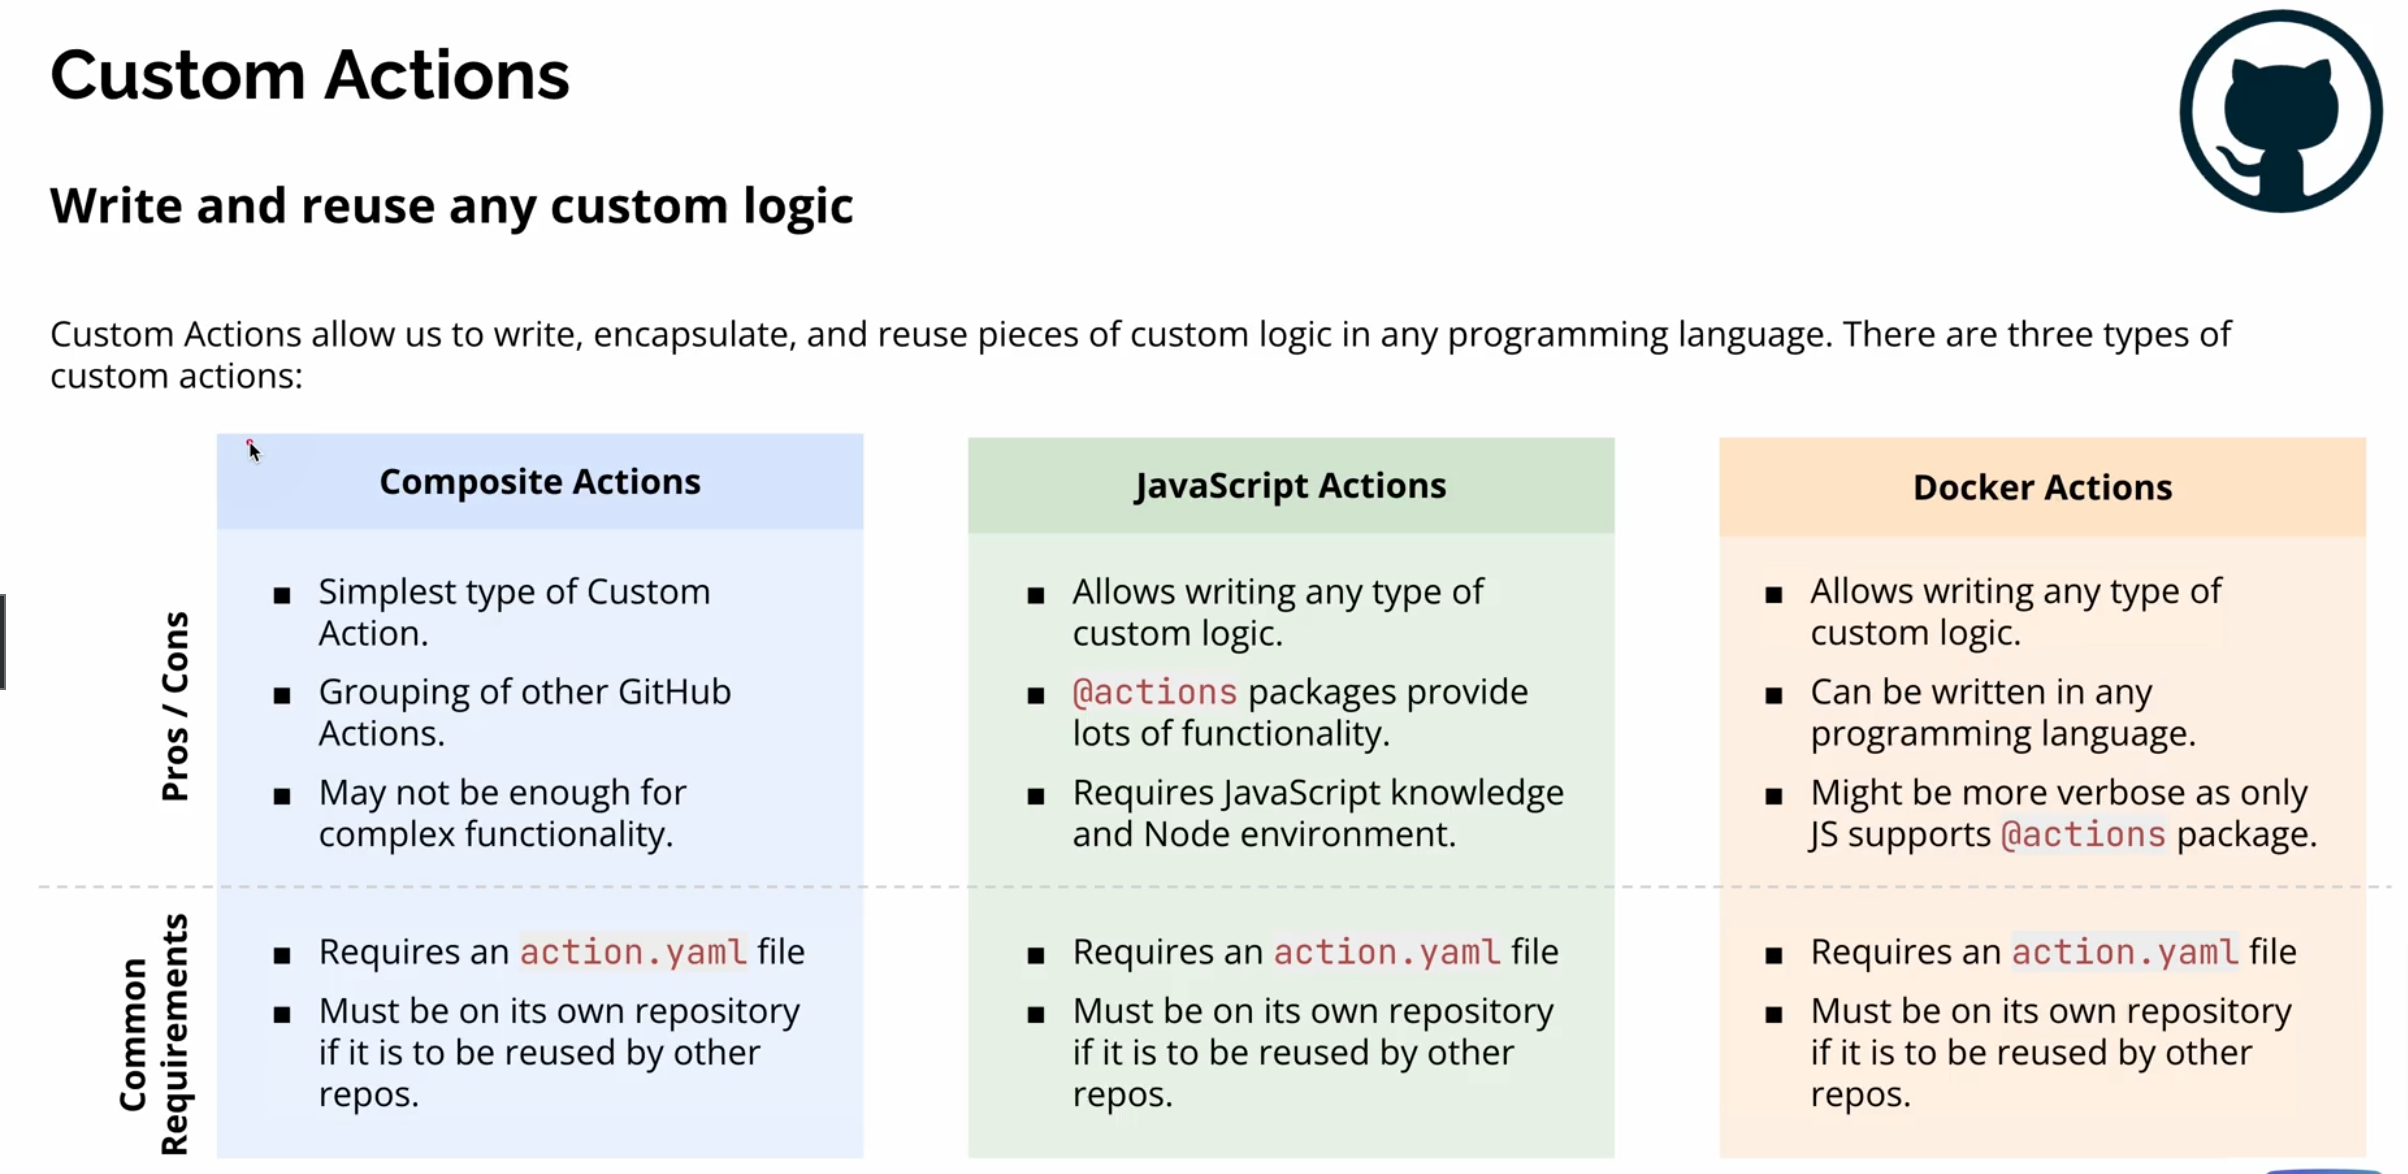 Custom Actions
Write and reuse any custom logic
Custom Actions allow us to write, encapsulate, and reuse pieces of custom logic in any programming language. There are three types of
custom actions:
Pros / Cons
Common
Requirements
Composite Actions
■ Simplest type of Custom
Action.
■ Grouping of other GitHub
Actions.
■ May not be enough for
complex functionality.
■ Requires an action.yaml file
■ Must be on its own repository
if it is to be reused by other
repos.
JavaScript Actions
■ Allows writing any type of
custom logic.
■ @actions packages provide
lots of functionality.
■ Requires JavaScript knowledge
and Node environment.
■ Requires an action.yaml file
■ Must be on its own repository
if it is to be reused by other
repos.
Docker Actions
■ Allows writing any type of
custom logic.
■ Can be written in any
programming language.
■ Might be more verbose as only
JS supports @actions package.
■ Requires an action.yaml file
■ Must be on its own repository
if it is to be reused by other
repos.